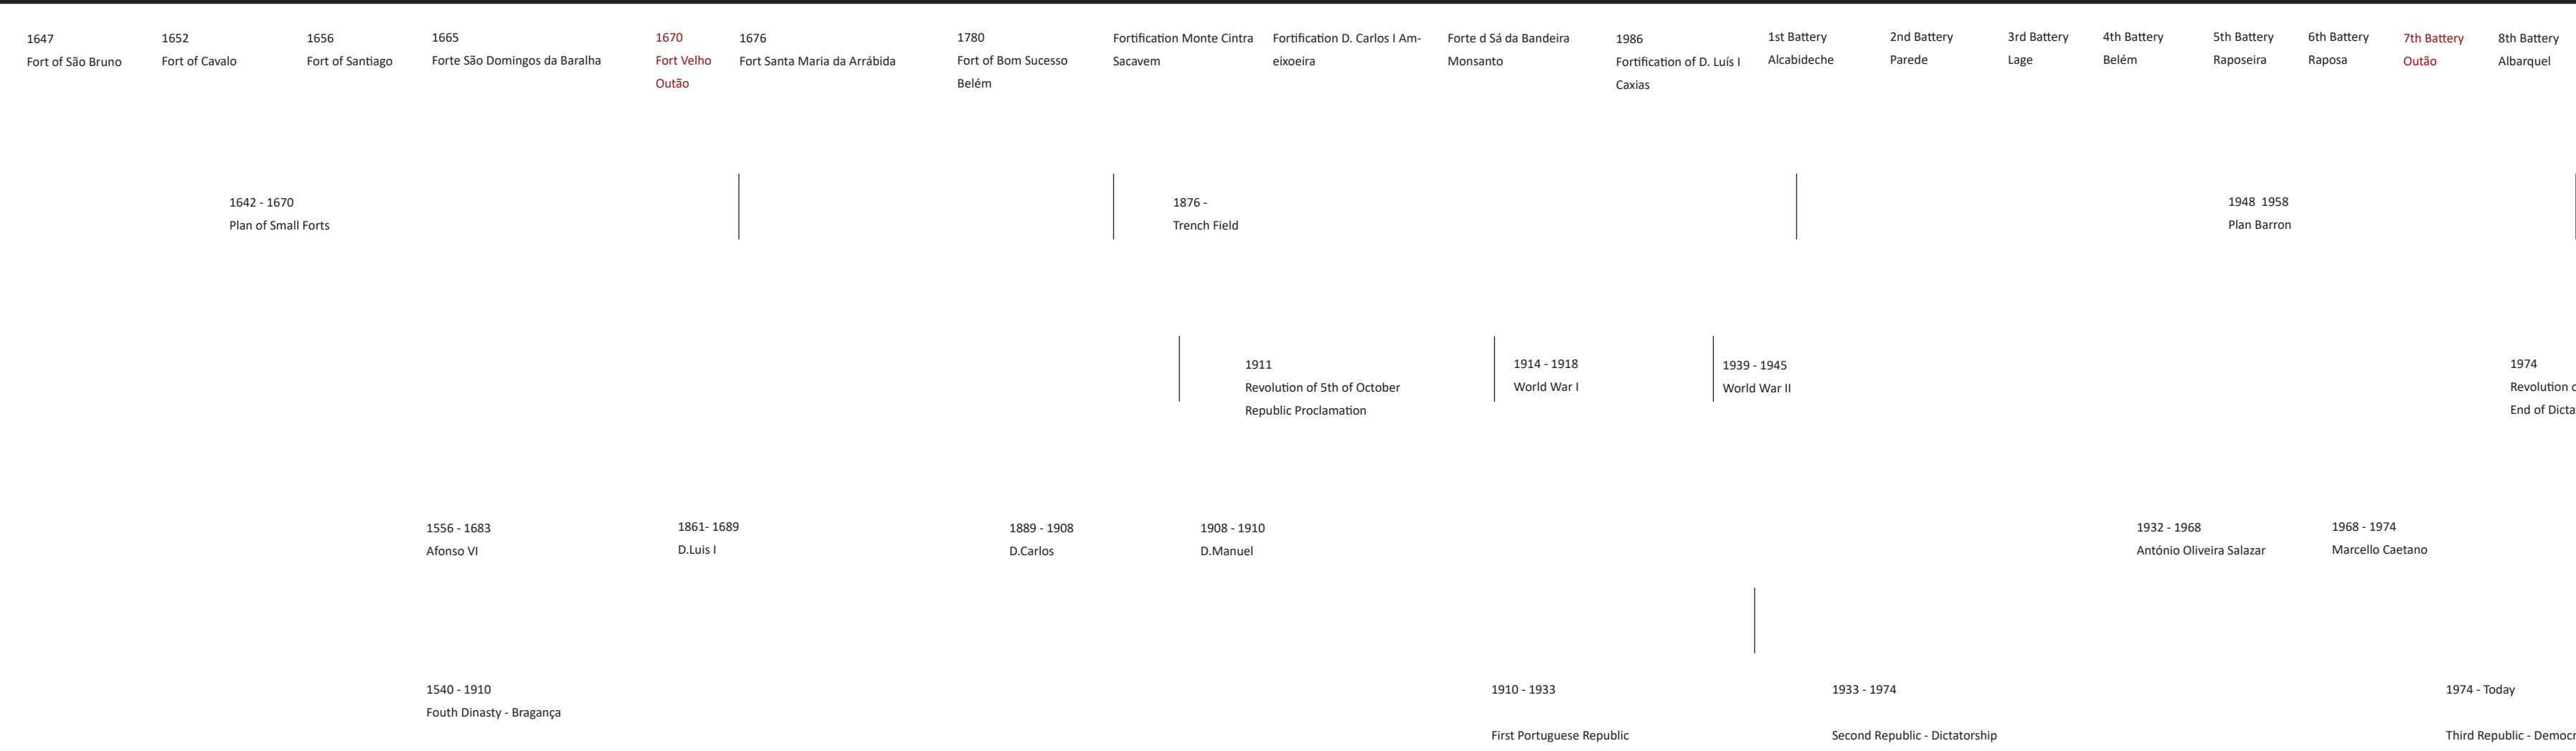 1647
Fort of São Bruno
1652
Fort of Cavalo
1656
Fort of Santiago
1665
Forte São Domingos da Baralha
1670
Fort Velho
Outão
1676
Fort Santa Maria da Arrábida
1780
Fort of Bom Sucesso
Belém
Fortification Monte Cintra
Sacavem
Fortification D. Carlos I Am-
eixoeira
Forte d Sá da Bandeira
Monsanto
1986
Fortification of D. Luís I
Caxias
1st Battery
Alcabideche
2nd Battery
Parede
3rd Battery
Lage
4th Battery
Belém
5th Battery
Raposeira
6th Battery
Raposa
7th Battery
Outão
8th Battery
Albarquel
1642 - 1670
Plan of Small Forts
1876 -
Trench Field
1948 1958
Plan Barron
1911
Revolution of 5th of October
Republic Proclamation
1914 - 1918
World War I
1939 - 1945
World War II
1974
Revolution
End of
1556 - 1683
Afonso VI
1861- 1689
D.Luis I
1889 - 1908
D.Carlos
1908 - 1910
D.Manuel
1932 - 1968
António Oliveira Salazar
1968 - 1974
Marcello Caetano
1540 - 1910
Fouth Dinasty - Bragança
1910 - 1933
First Portuguese Republic
1933 - 1974
Second Republic - Dictatorship
1974 - Today
Third Republic -